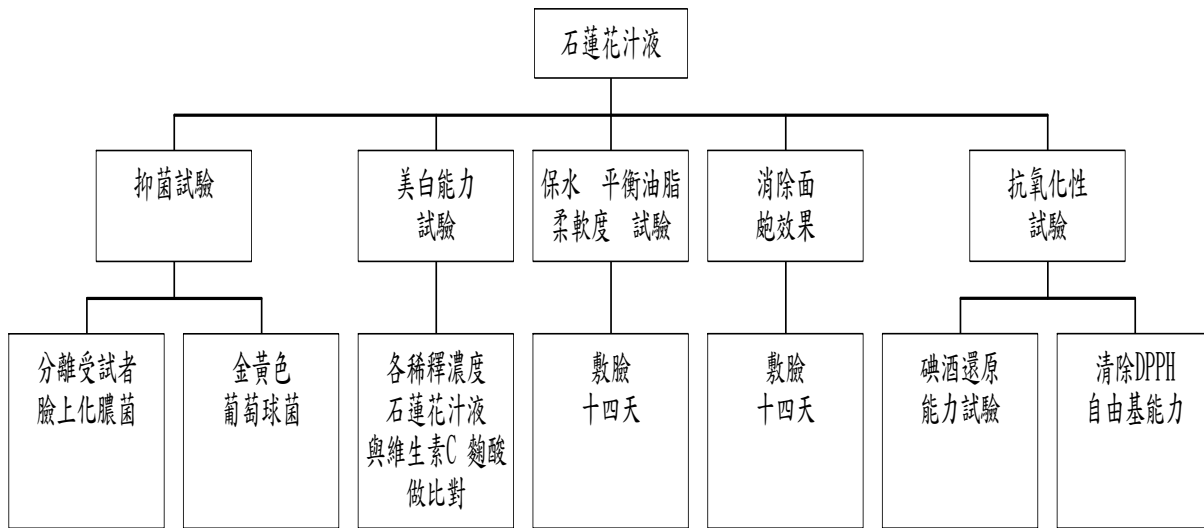 石蓮花汁液
抑菌試驗
美白能力
試驗
保水 平衡油脂
柔軟度 試驗
消除面
皰效果
抗氧化性
試驗
分離受試者
臉上化膿菌
金黃色
葡萄球菌
各稀釋濃度
石蓮花汁液
與維生素C 麴酸
做比對
敷臉
十四天
敷臉
十四天
碘酒還原
能力試驗
清除DPPH
自由基能力